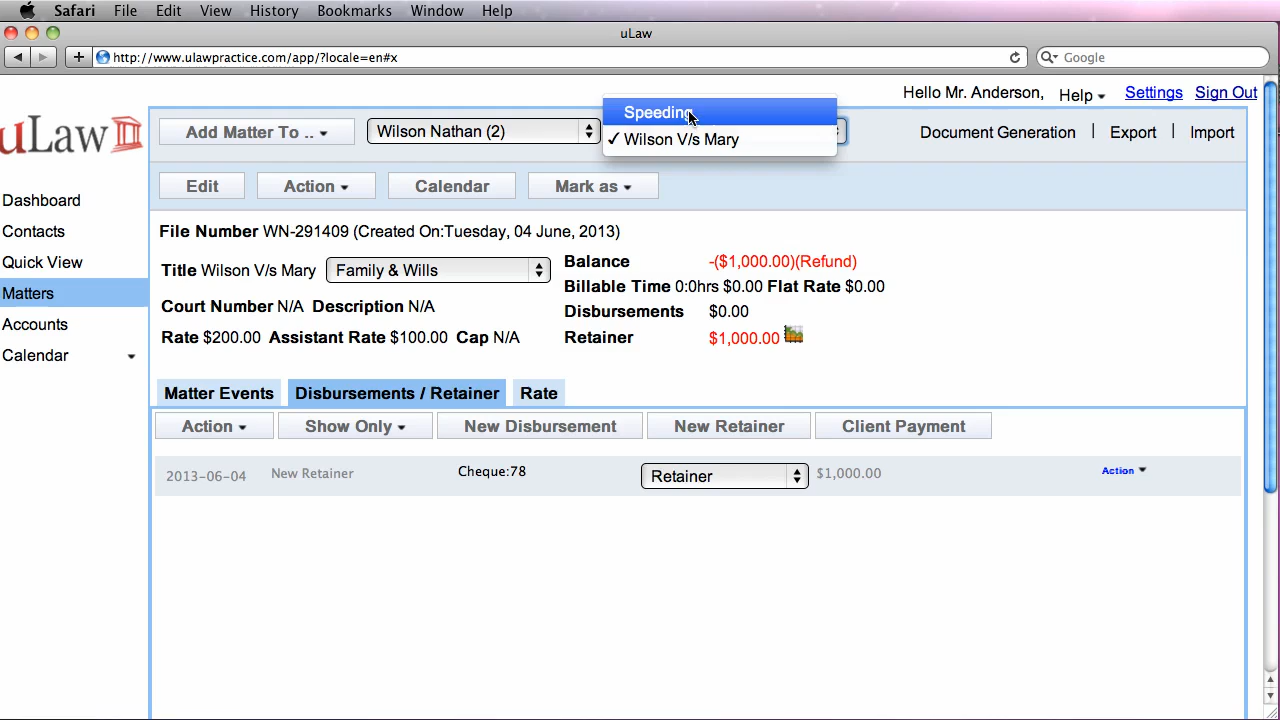 Safari File Edit View History Bookmarks Window Help
uLaw
http://www.ulawpractice.com/app/?locale=en#x
Google
Hello Mr. Anderson, Help Settings Sign Out
uLaw
Add Matter To ..
Wilson Nathan (2)
Speeding
✓ Wilson V/s Mary
Document Generation | Export | Import
Edit Action Calendar Mark as
Dashboard
Contacts
Quick View
Matters
Accounts
Calendar
File Number WN-291409 (Created On:Tuesday, 04 June, 2013)
Title Wilson V/s Mary Family & Wills
Court Number N/A Description N/A
Rate $200.00 Assistant Rate $100.00 Cap N/A
Balance -($1,000.00)(Refund)
Billable Time 0:0hrs $0.00 Flat Rate $0.00
Disbursements $0.00
Retainer $1,000.00
Matter Events Disbursements / Retainer Rate
Action Show Only New Disbursement New Retainer Client Payment
2013-06-04 New Retainer Cheque:78 Retainer $1,000.00 Action